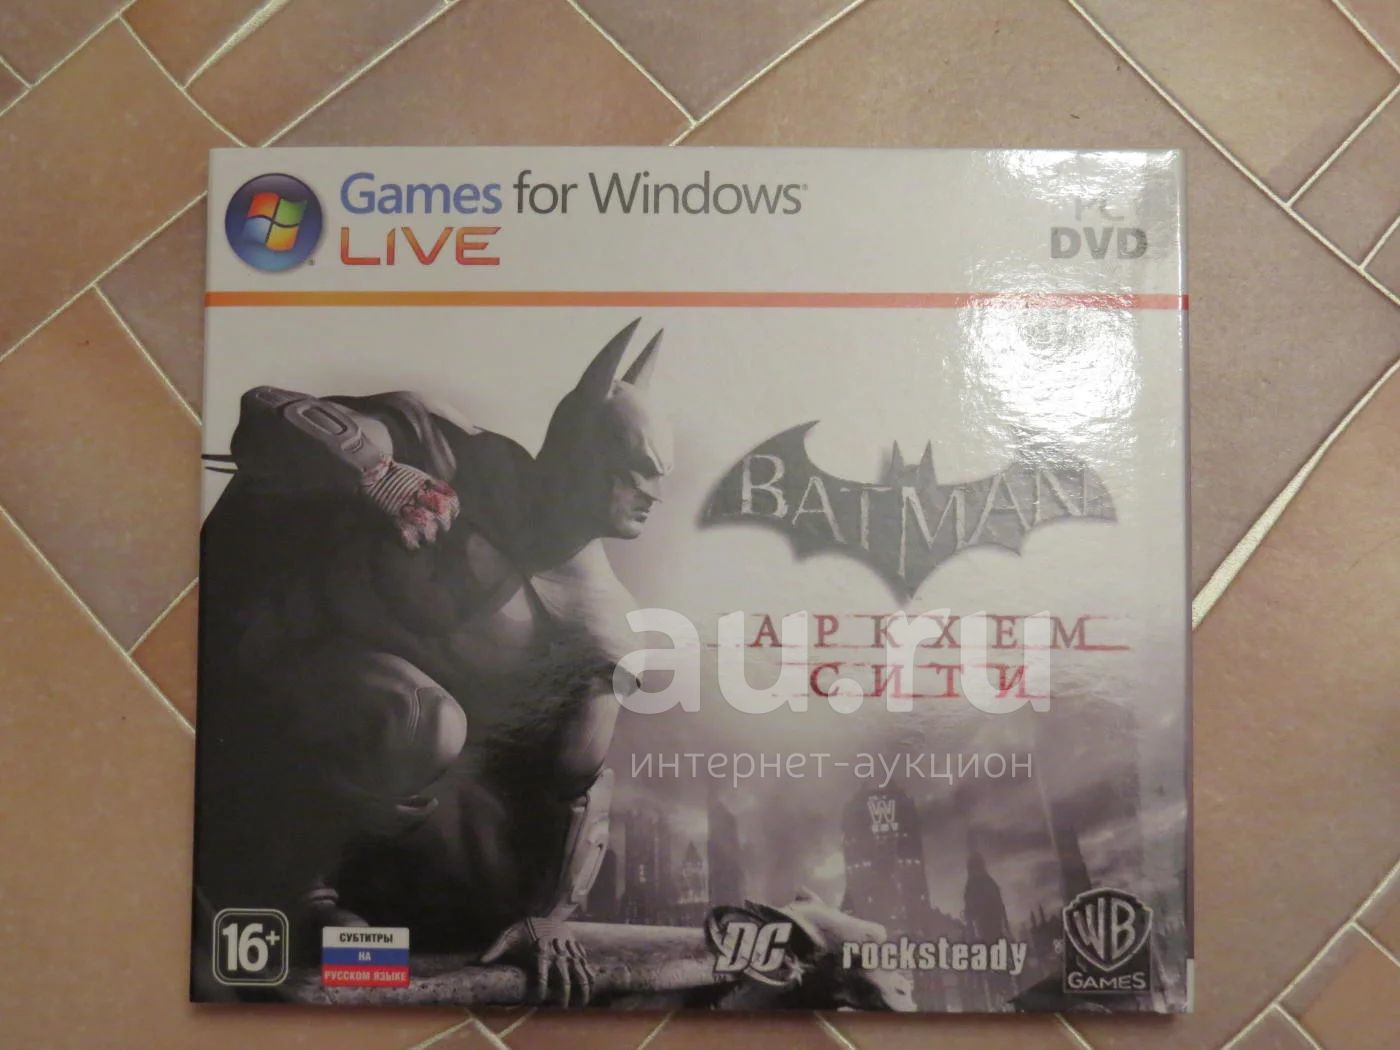 Games for Windows®
LIVE
PC
DVD
BATMAN
АРКХЕМ
СИТИ
au.ru
интернет-аукцион
W
16+
СУБТИТРЫ
НА
РУССКОМ ЯЗЫКЕ
DC
rocksteady
WB
GAMES